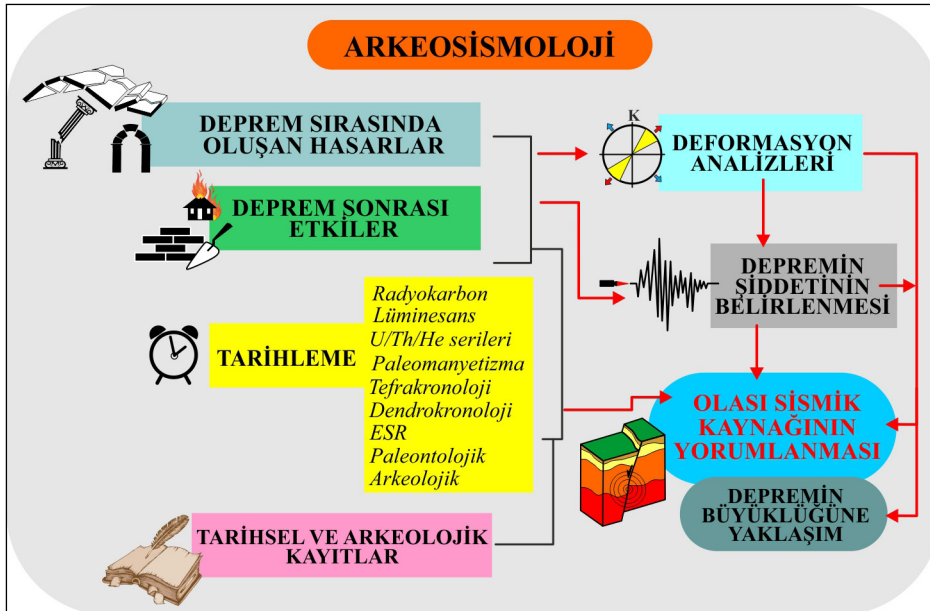 ARKEOSİSMOLOJİ
DEPREM SIRASINDA
OLUŞAN HASARLAR
DEPREM SONRASI
ETKİLER
TARİHLEME
Radyokarbon
Lüminesans
U/Th/He serileri
Paleomanyetizma
Tefrakronoloji
Dendrokronoloji
ESR
Paleontolojik
Arkeolojik
TARİHSEL VE ARKEOLOJİK
KAYITLAR
K
DEFORMASYON
ANALİZLERİ
DEPREMİN
ŞİDDETİNİN
BELİRLENMESİ
OLASI SİSMİK
KAYNAĞININ
YORUMLANMASI
DEPREMİN
BÜYÜKLÜĞÜNE
YAKLAŞIM